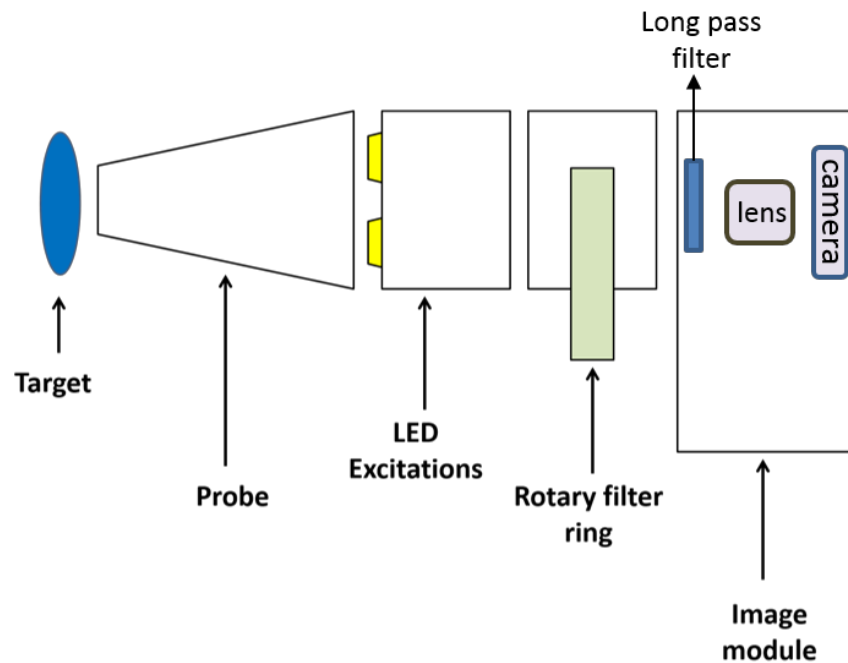 Long pass
filter
lens
camera
Target
Probe
LED
Excitations
Rotary filter
ring
Image
module